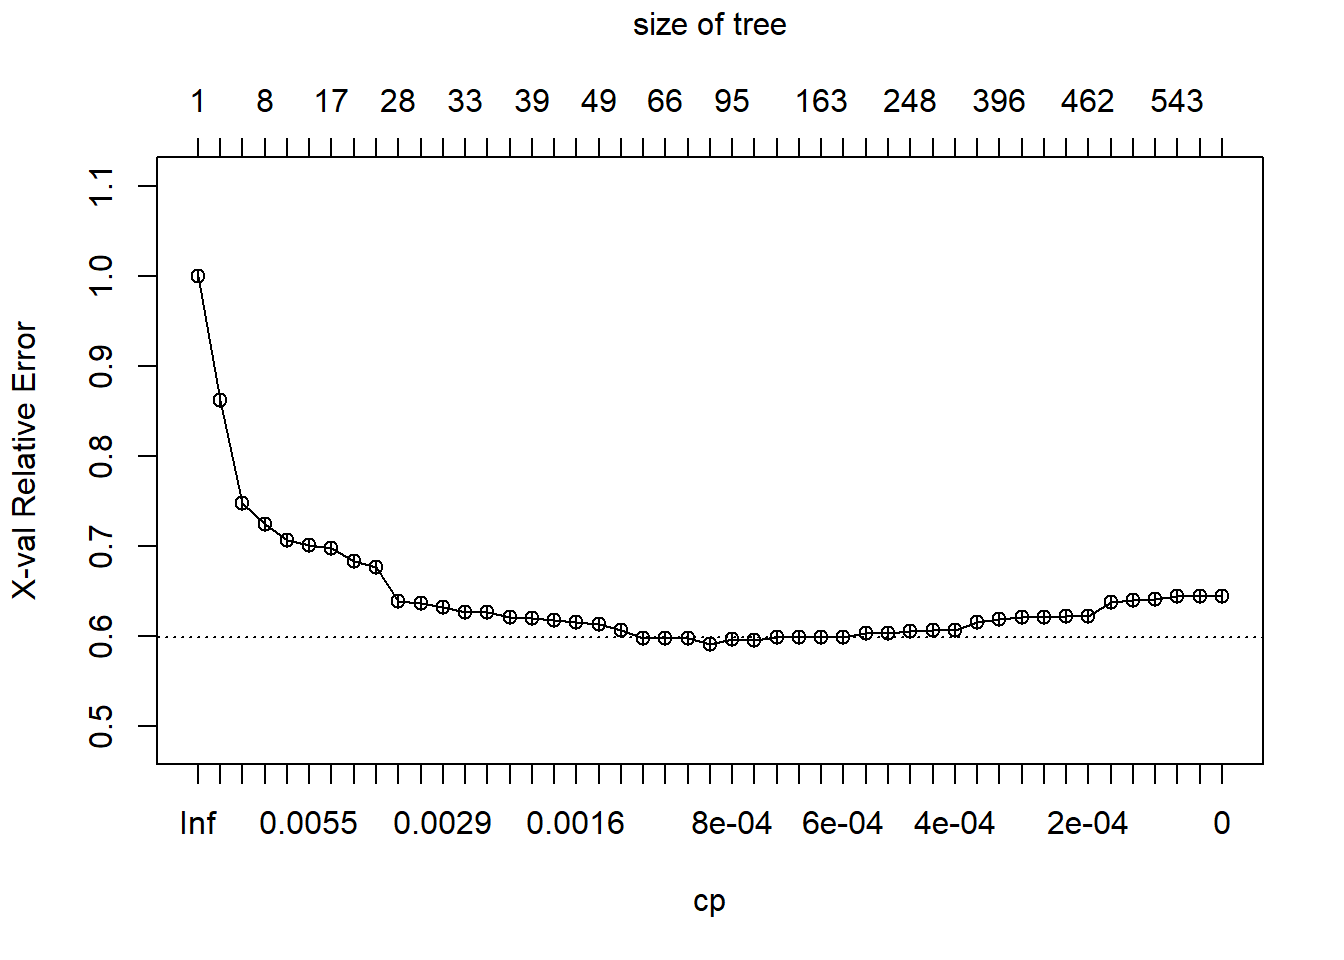 size of tree
1 8 17 28 33 39 49 66 95 163 248 396 462 543
X-val Relative Error
1.1
1.0
0.9
0.8
0.7
0.6
0.5
Inf 0.0055 0.0029 0.0016 8e-04 6e-04 4e-04 2e-04 0
cp